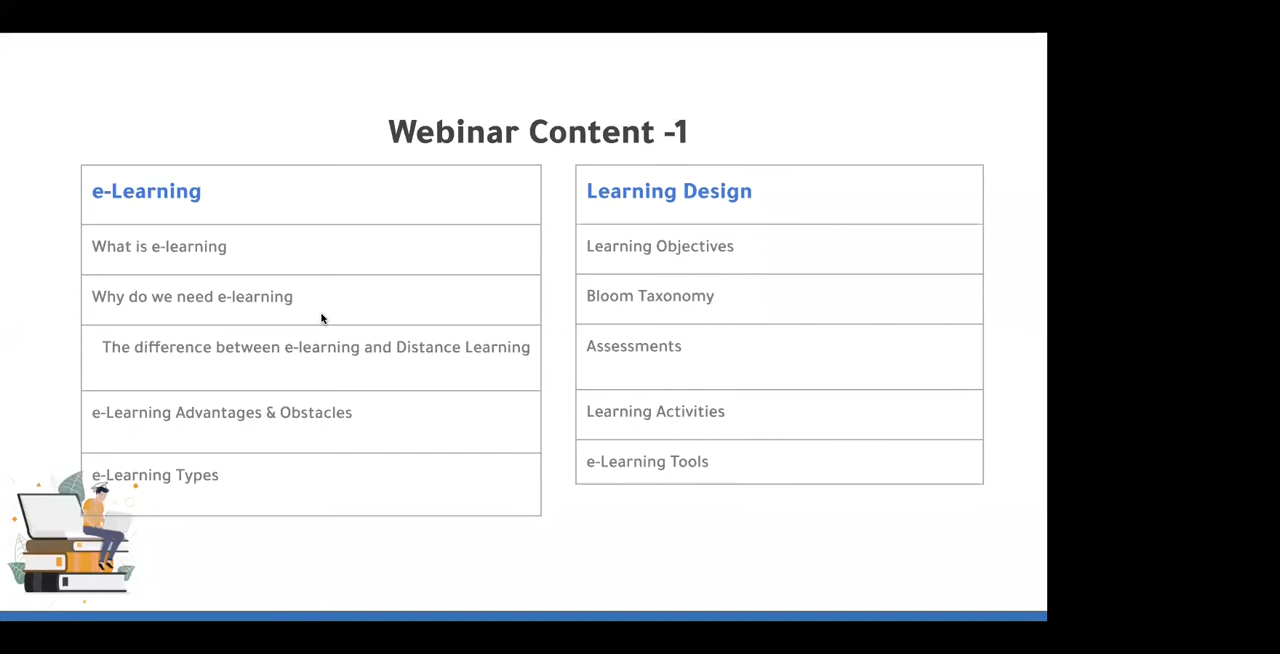 Webinar Content -1
e-Learning
What is e-learning
Why do we need e-learning
The difference between e-learning and Distance Learning
e-Learning Advantages & Obstacles
e-Learning Types
Learning Design
Learning Objectives
Bloom Taxonomy
Assessments
Learning Activities
e-Learning Tools